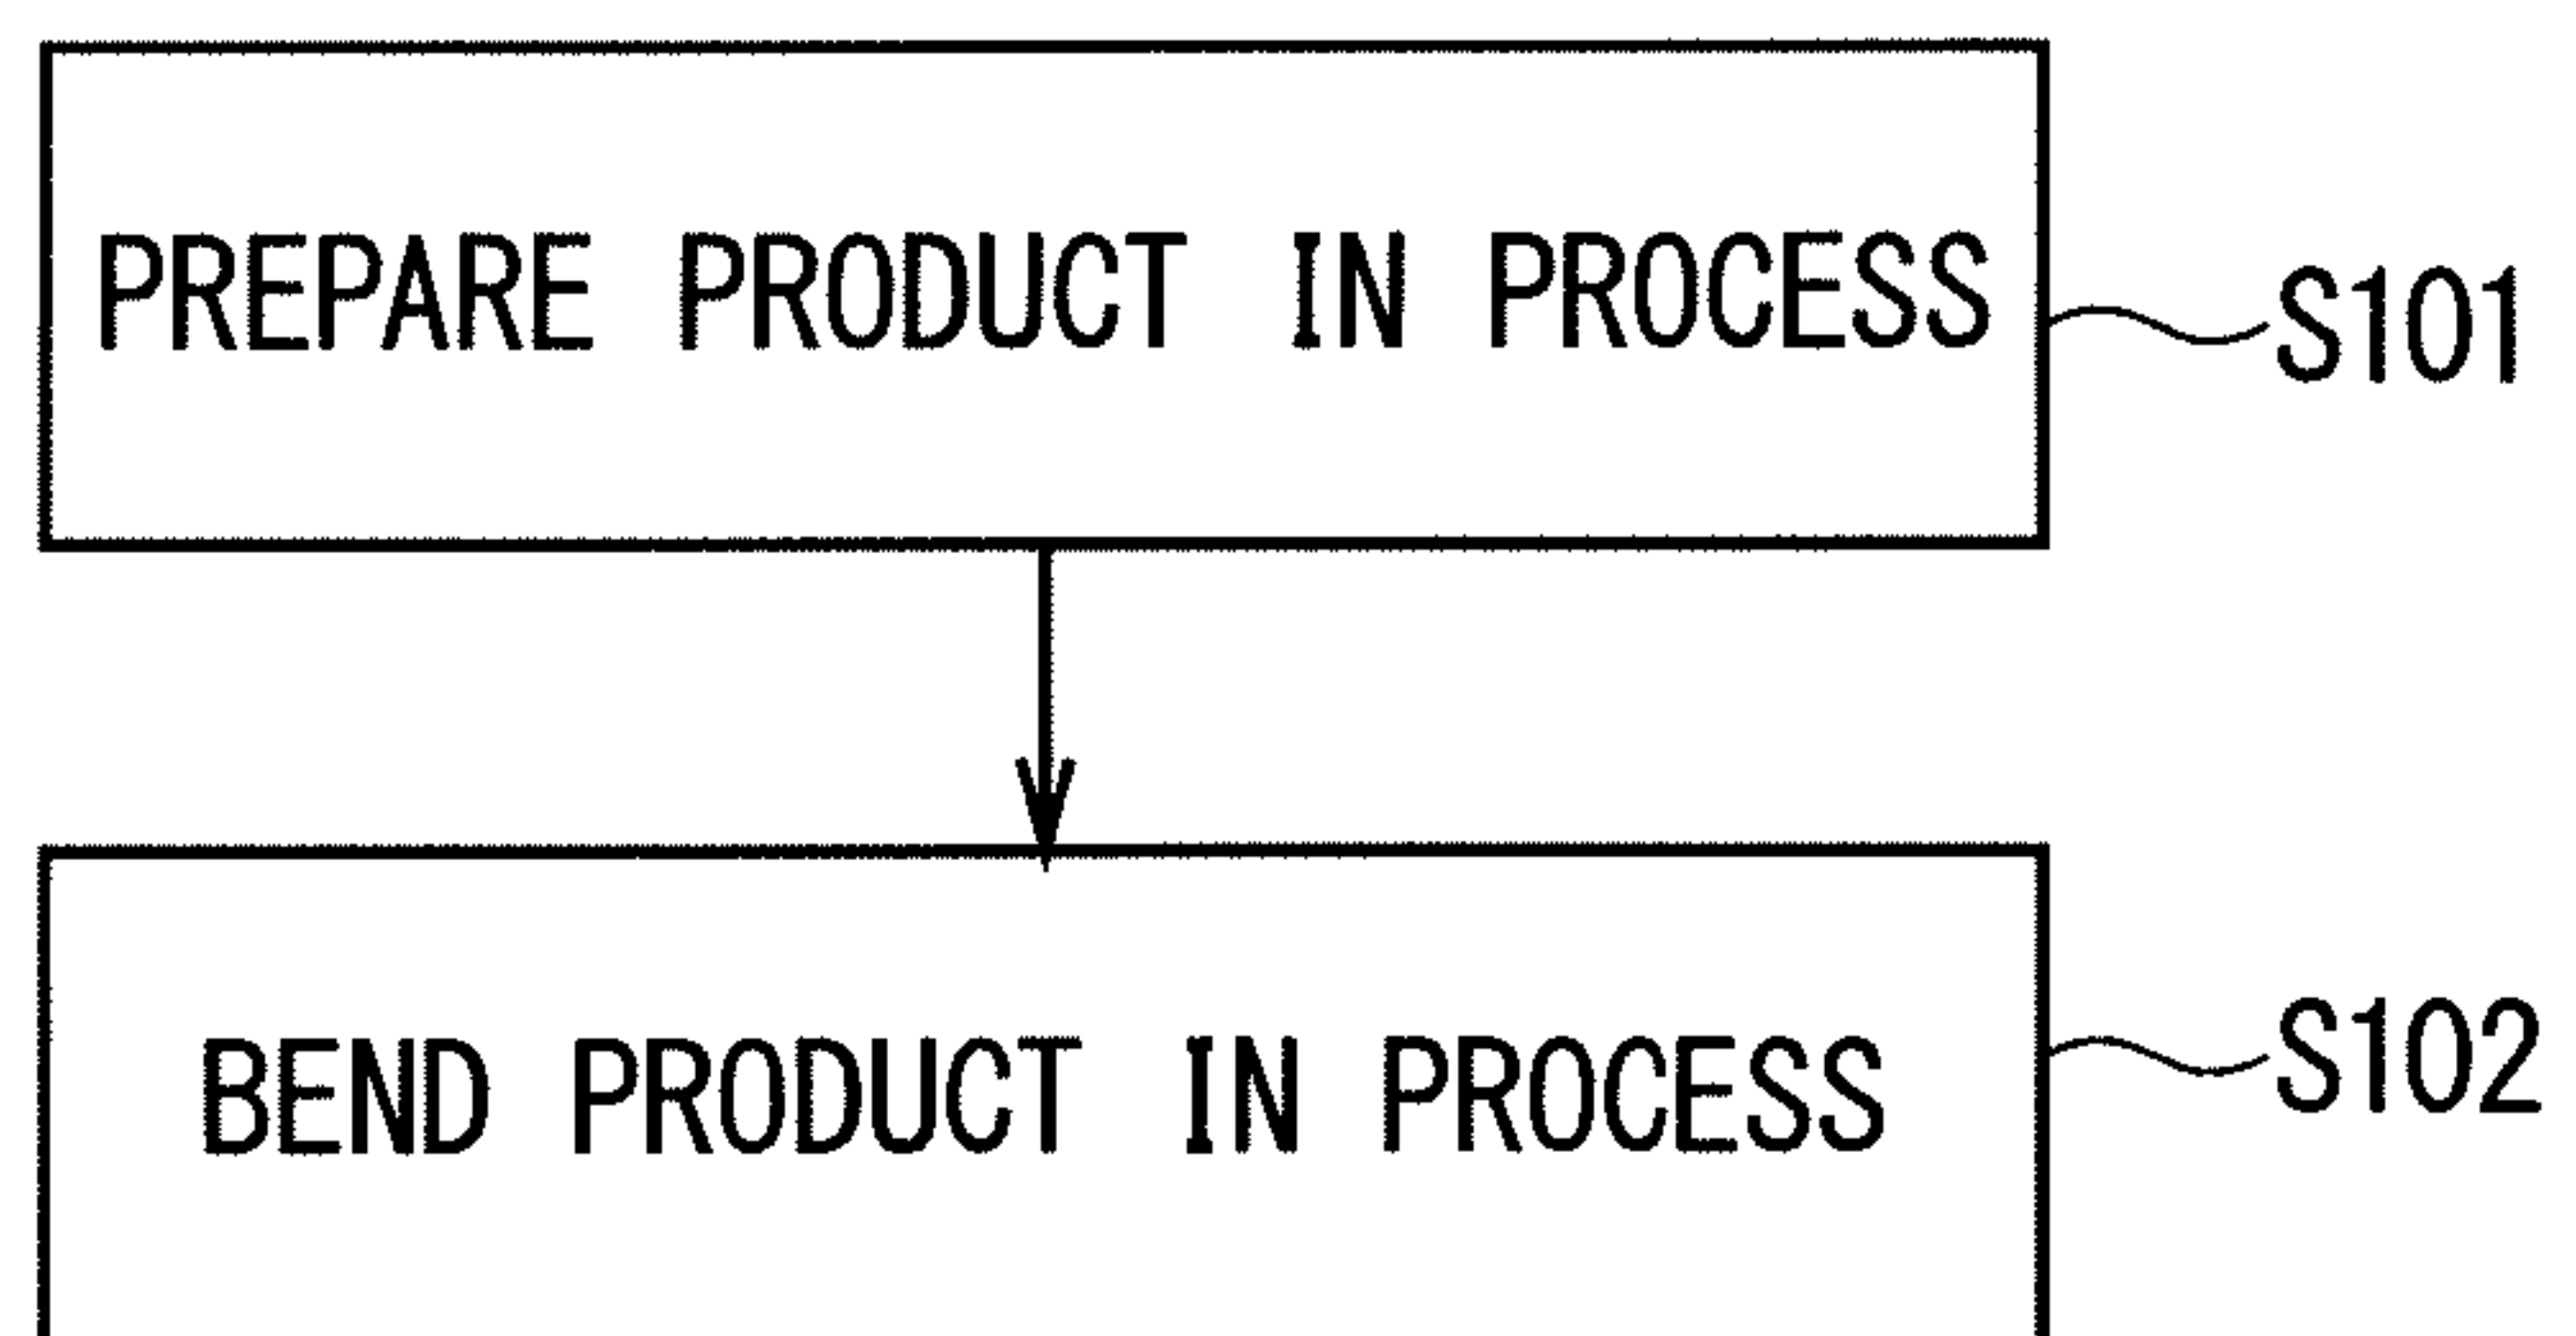 PREPARE PRODUCT IN PROCESS
S101
BEND PRODUCT IN PROCESS
S102